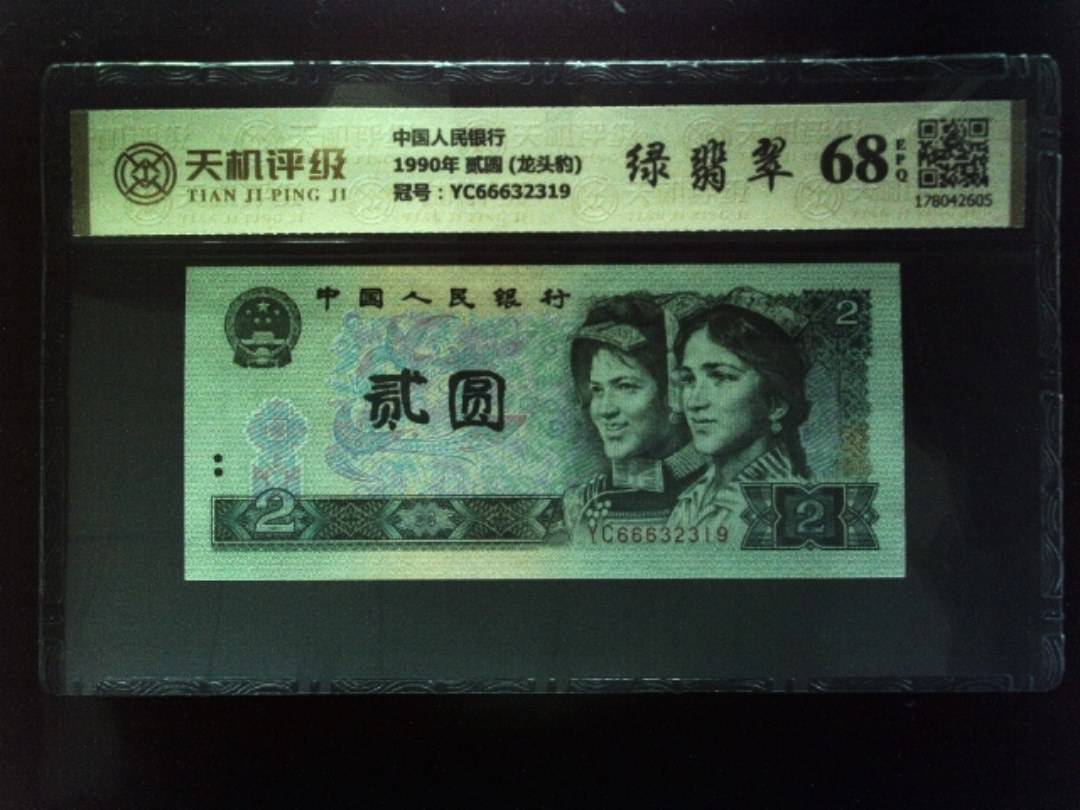 天机评级
TIAN JI PING JI
中国人民银行
1990年 贰圆 (龙头豹)
冠号：YC66632319
绿翡翠
68
EPQ
178042605
中国人民银行
2
贰圆
2
YC66632319
2